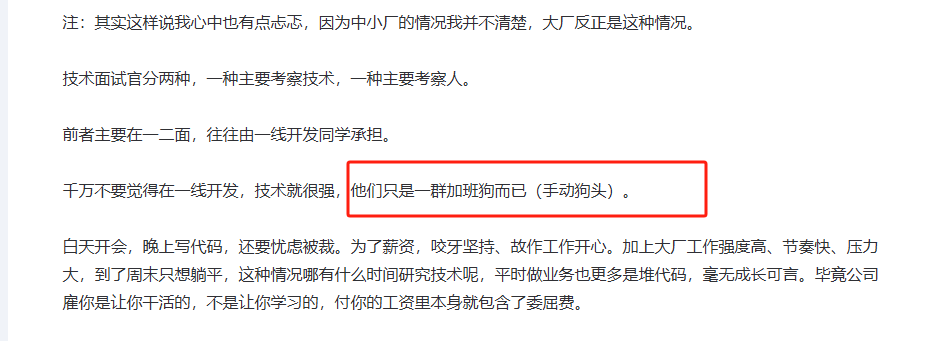 注：其实这样说我心中也有点忐忑，因为中小厂的情况我并不清楚，大厂反正是这种情况。
技术面试官分两种，一种主要考察技术，一种主要考察人。
前者主要在一二面，往往由一线开发同学承担。
千万不要觉得在一线开发，技术就很强，他们只是一群加班狗而已（手动狗头）。
白天开会，晚上写代码，还要忧虑被裁。为了薪资，咬牙坚持、故作工作开心。加上大厂工作强度高、节奏快、压力
大，到了周末只想躺平，这种情况哪有什么时间研究技术呢，平时做业务也更多是堆代码，毫无成长可言。毕竟公司
雇你是让你干活的，不是让你学习的，付你的工资里本身就包含了委屈费。